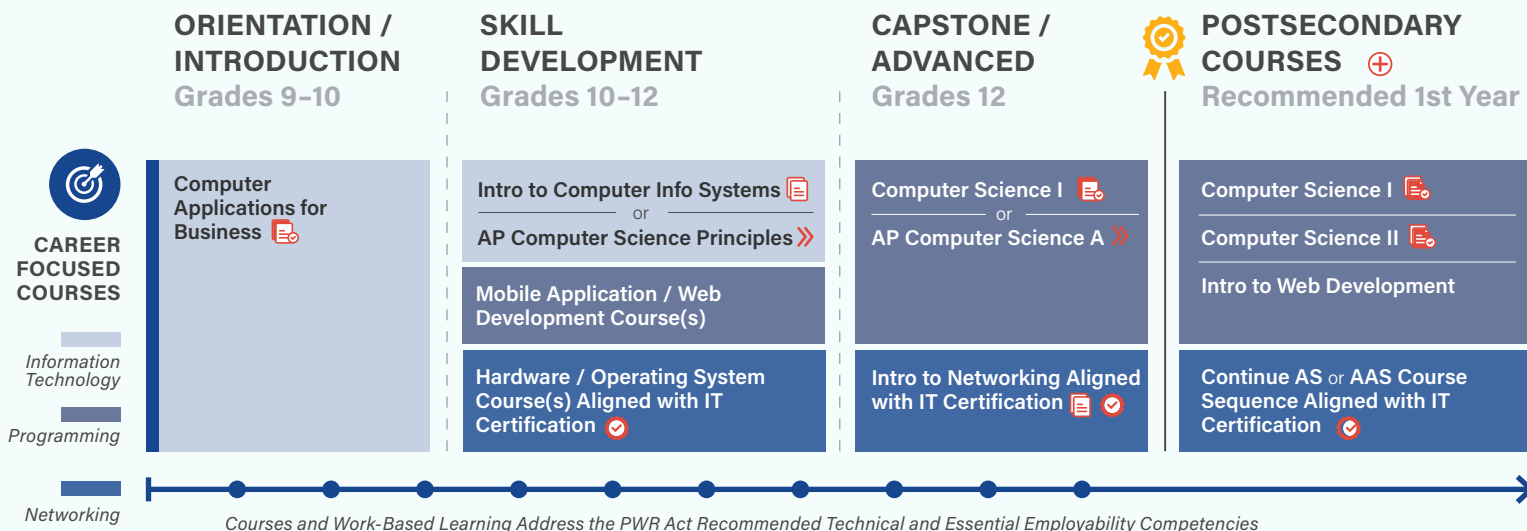 ORIENTATION /
INTRODUCTION
Grades 9–10
SKILL
DEVELOPMENT
Grades 10–12
CAPSTONE /
ADVANCED
Grades 12
POSTSECONDARY
COURSES
Recommended 1st Year
CAREER
FOCUSED
COURSES
Information
Technology
Programming
Networking
Computer
Applications for
Business
Intro to Computer Info Systems
or
AP Computer Science Principles
Mobile Application / Web
Development Course(s)
Hardware / Operating System
Course(s) Aligned with IT
Certification
Computer Science I
or
AP Computer Science A
Intro to Networking Aligned
with IT Certification
Computer Science I
Computer Science II
Intro to Web Development
Continue AS or AAS Course
Sequence Aligned with IT
Certification
Courses and Work-Based Learning Address the PWR Act Recommended Technical and Essential Employability Competencies